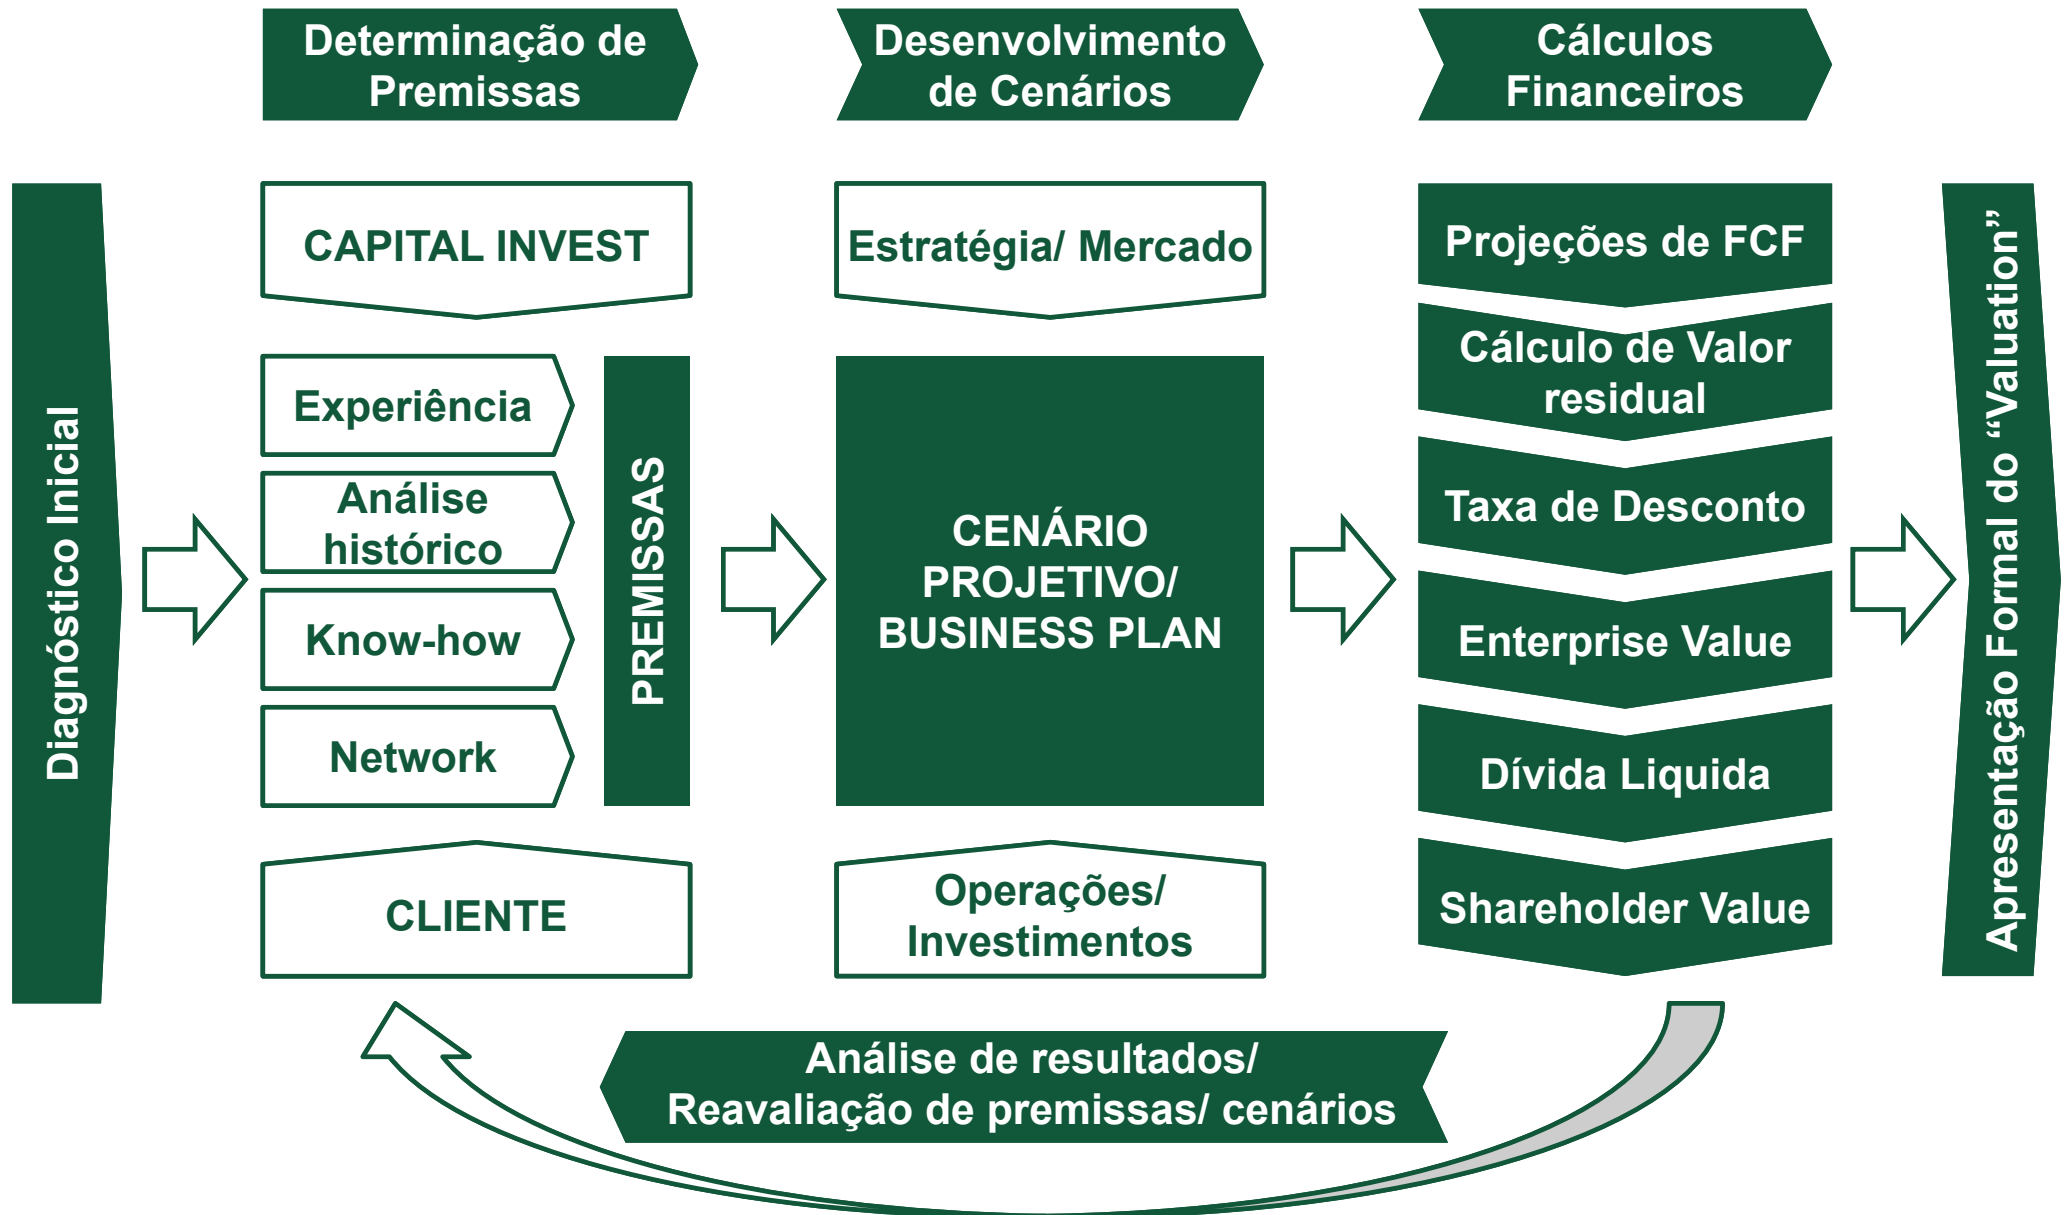 Determinação de
Premissas
Desenvolvimento
de Cenários
Cálculos
Financeiros
Diagnóstico Inicial
CAPITAL INVEST
Experiência
Análise
histórico
Know-how
Network
PREMISSAS
CLIENTE
Estratégia/ Mercado
CENÁRIO
PROJETIVO/
BUSINESS PLAN
Operações/
Investimentos
Projeções de FCF
Cálculo de Valor
residual
Taxa de Desconto
Enterprise Value
Dívida Liquida
Shareholder Value
Apresentação Formal do “Valuation”
Análise de resultados/
Reavaliação de premissas/ cenários